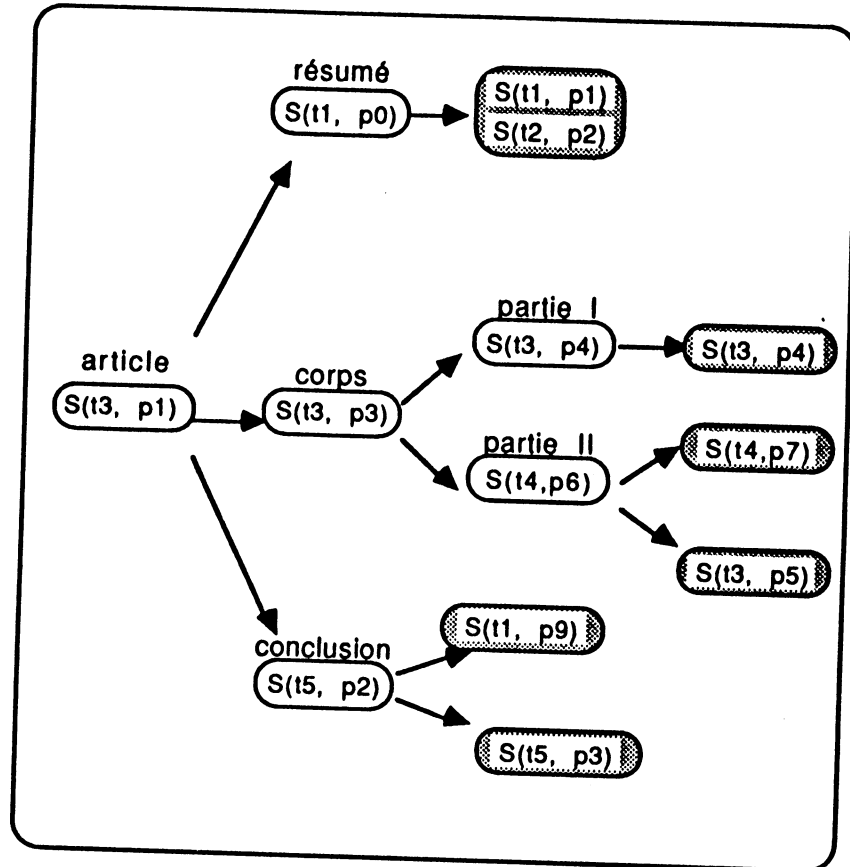 résumé
S(t1, p0)
S(t1, p1)
S(t2, p2)
partie I
S(t3, p4)
S(t3, p4)
article
S(t3, p1)
corps
S(t3, p3)
partie II
S(t4,p6)
S(t4,p7)
S(t3, p5)
conclusion
S(t5, p2)
S(t1, p9)
S(t5, p3)